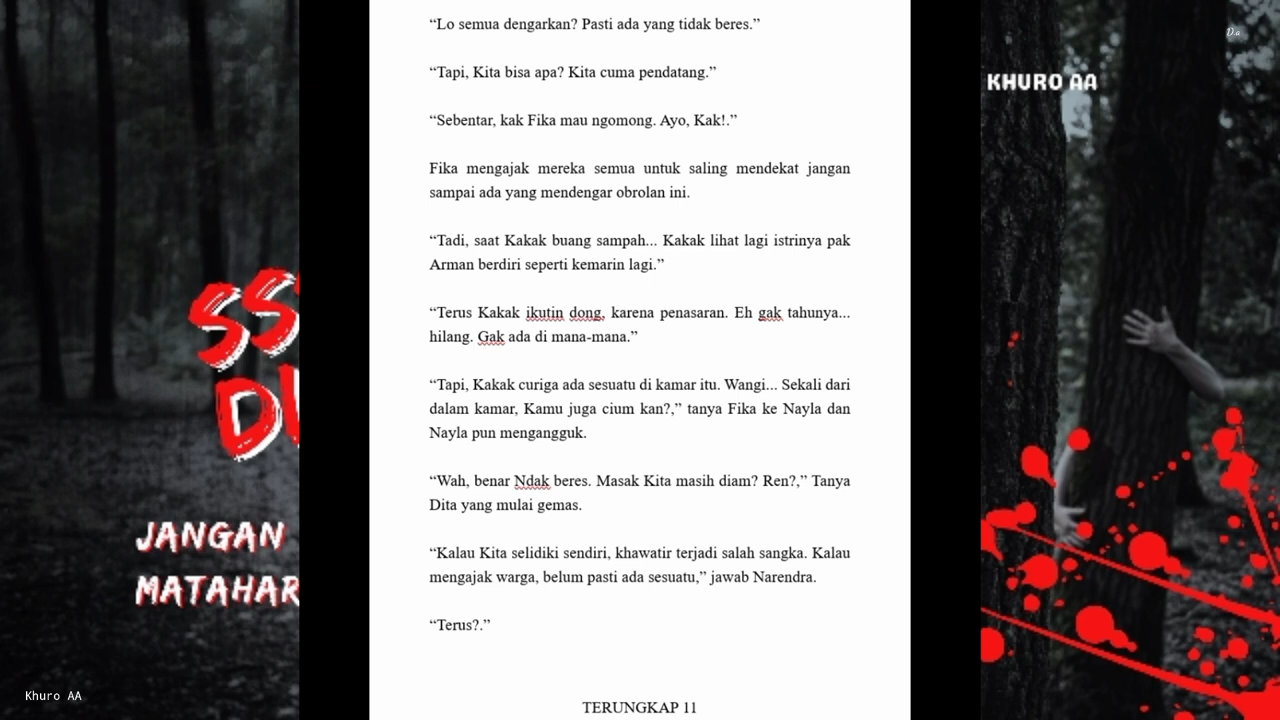 “Lo semua dengarkan? Pasti ada yang tidak beres.”
“Tapi, Kita bisa apa? Kita cuma pendatang.”
“Sebentar, kak Fika mau ngomong. Ayo, Kak!.”
Fika mengajak mereka semua untuk saling mendekat jangan
sampai ada yang mendengar obrolan ini.
“Tadi, saat Kakak buang sampah... Kakak lihat lagi istrinya pak
Arman berdiri seperti kemarin lagi.”
“Terus Kakak ikutin dong, karena penasaran. Eh gak tahunya...
hilang. Gak ada di mana-mana.”
“Tapi, Kakak curiga ada sesuatu di kamar itu. Wangi... Sekali dari
dalam kamar, Kamu juga cium kan?,” tanya Fika ke Nayla dan
Nayla pun mengangguk.
“Wah, benar Ndak beres. Masak Kita masih diam? Ren?,” Tanya
Dita yang mulai gemas.
“Kalau Kita selidiki sendiri, khawatir terjadi salah sangka. Kalau
mengajak warga, belum pasti ada sesuatu,” jawab Narendra.
“Terus?.”
TERUNGKAP 11
SS
D
JANGAN
MATAHAR
Khuro AA
KHURO AA